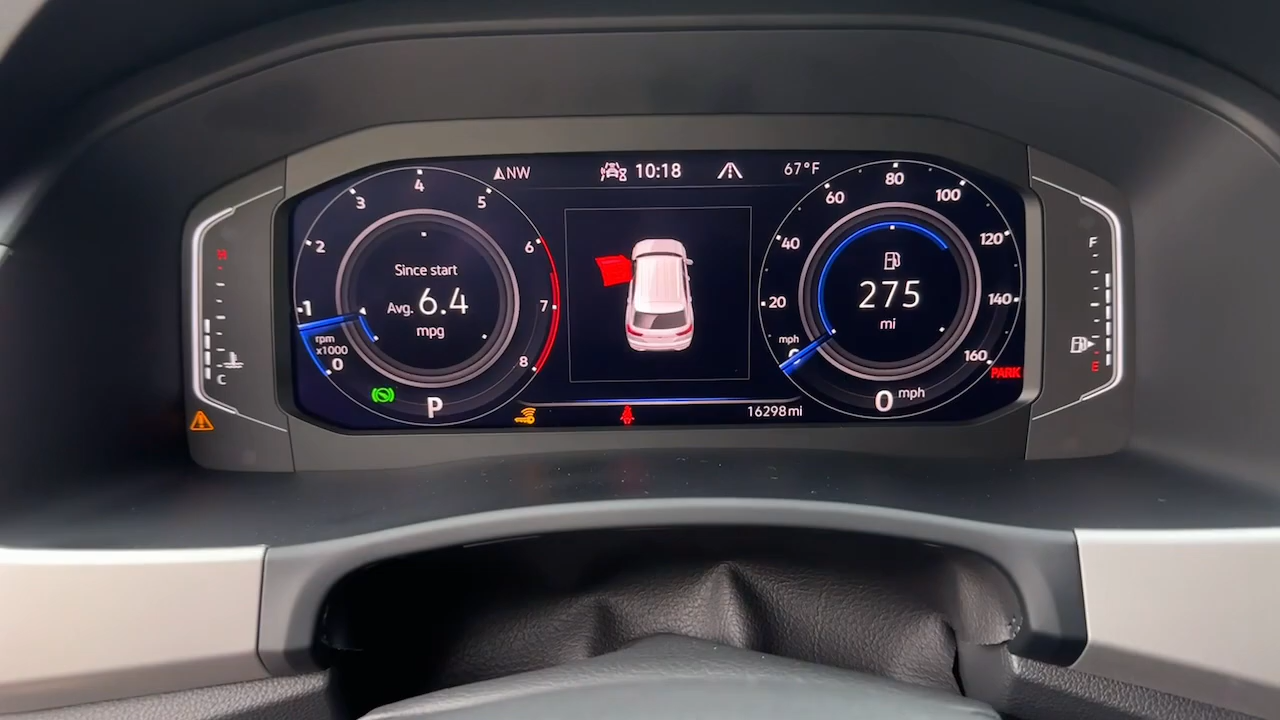 NW
10:18
67°F
H
C
1
2
3
4
5
6
7
8
0
rpm
x1000
Since start
Avg. 6.4
mpg
P
16298 mi
0
20
40
60
80
100
120
140
160
mph
275
mi
0 mph
PARK
F
E